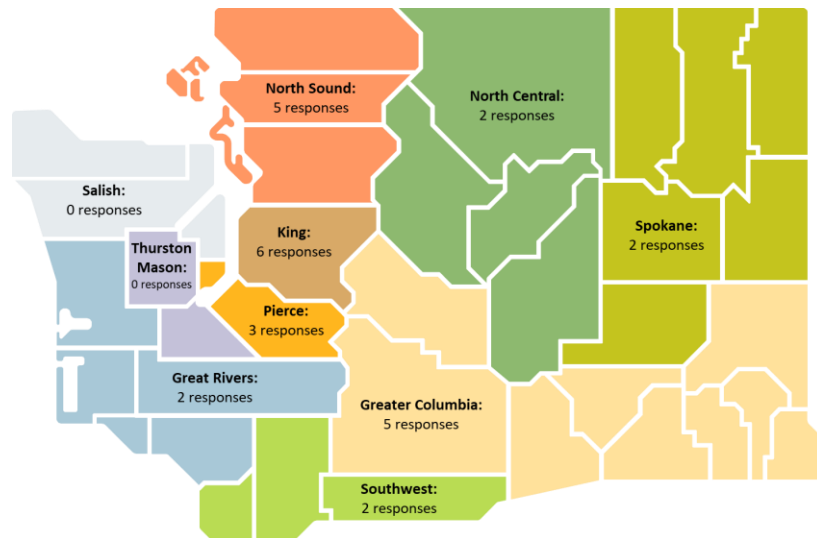 North Sound:
5 responses
North Central:
2 responses
Salish:
0 responses
Spokane:
2 responses
King:
6 responses
Thurston
Mason:
0 responses
Pierce:
3 responses
Great Rivers:
2 responses
Greater Columbia:
5 responses
Southwest:
2 responses